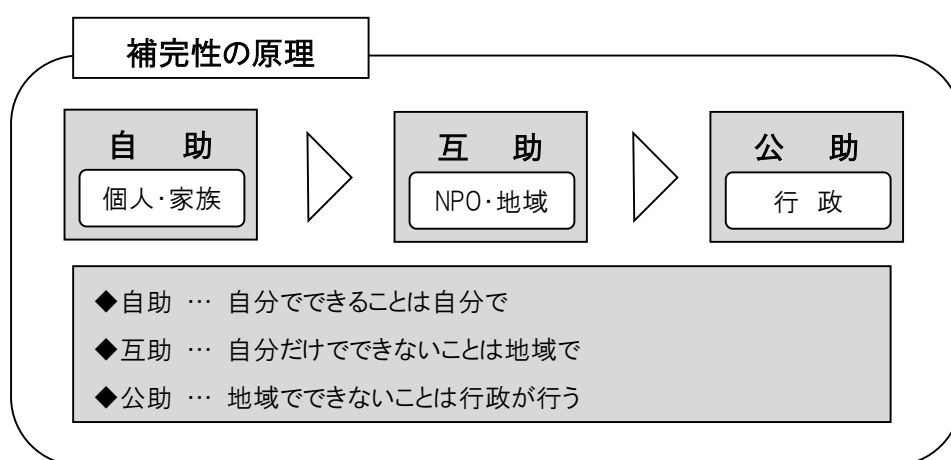 補完性の原理
自　助
個人･家族
互　助
NPO･地域
公　助
行　政
◆自助 … 自分でできることは自分で
◆互助 … 自分だけでできないことは地域で
◆公助 … 地域でできないことは行政が行う